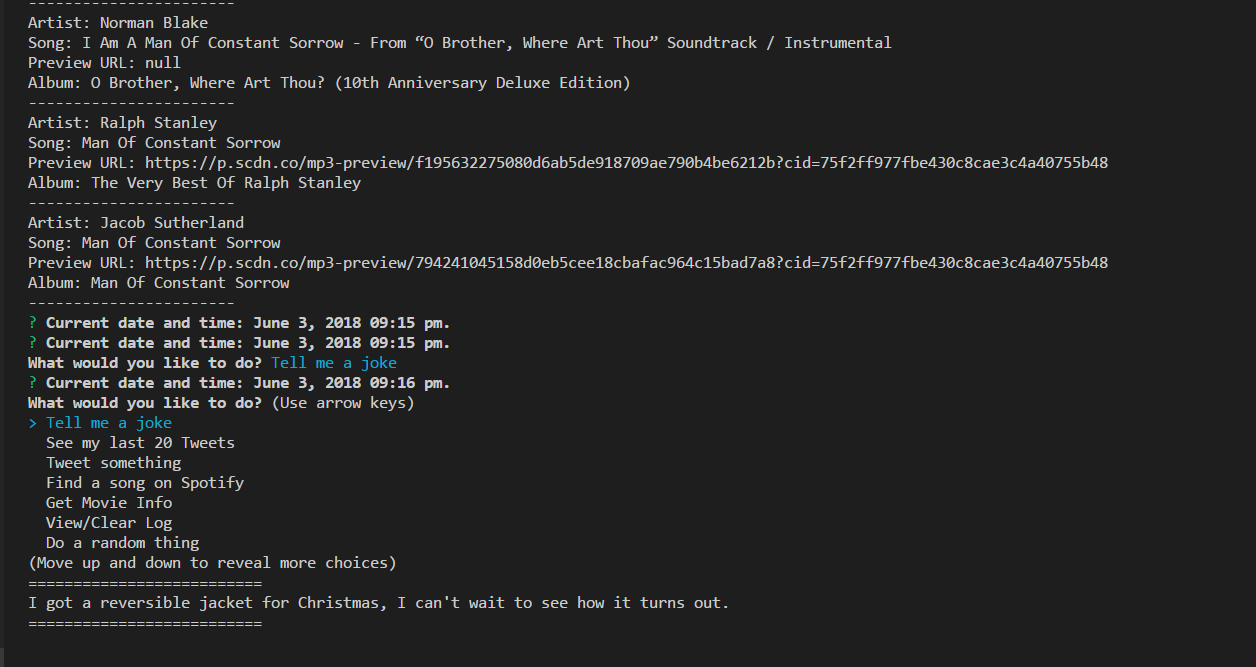 -----------------------
Artist: Norman Blake
Song: I Am A Man Of Constant Sorrow - From “O Brother, Where Art Thou” Soundtrack / Instrumental
Preview URL: null
Album: O Brother, Where Art Thou? (10th Anniversary Deluxe Edition)
-----------------------
Artist: Ralph Stanley
Song: Man Of Constant Sorrow
Preview URL: https://p.scdn.co/mp3-preview/f195632275080d6ab5de918709ae790b4be6212b?cid=75f2ff977fbe430c8cae3c4a40755b48
Album: The Very Best Of Ralph Stanley
-----------------------
Artist: Jacob Sutherland
Song: Man Of Constant Sorrow
Preview URL: https://p.scdn.co/mp3-preview/794241045158d0eb5cee18cbafac964c15bad7a8?cid=75f2ff977fbe430c8cae3c4a40755b48
Album: Man Of Constant Sorrow
-----------------------
? Current date and time: June 3, 2018 09:15 pm.
? Current date and time: June 3, 2018 09:15 pm.
What would you like to do? Tell me a joke
? Current date and time: June 3, 2018 09:16 pm.
What would you like to do? (Use arrow keys)
> Tell me a joke
See my last 20 Tweets
Tweet something
Find a song on Spotify
Get Movie Info
View/Clear Log
Do a random thing
(Move up and down to reveal more choices)
==========================
I got a reversible jacket for Christmas, I can't wait to see how it turns out.
==========================